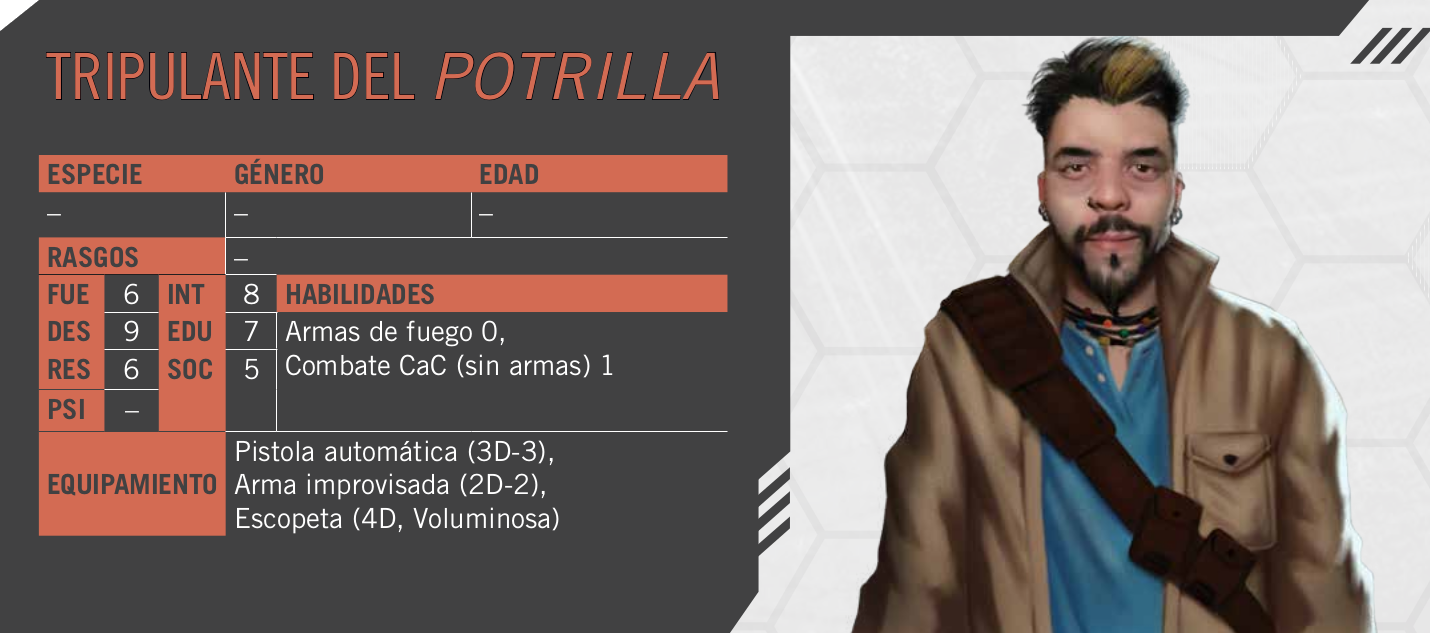 TRIPULANTE DEL POTRILLA
ESPECIE GÉNERO EDAD
– – –
RASGOS –
FUE 6 INT 8 HABILIDADES
DES 9 EDU 7 Armas de fuego 0,
RES 6 SOC 5 Combate CaC (sin armas) 1
PSI –
EQUIPAMIENTO
Pistola automática (3D-3),
Arma improvisada (2D-2),
Escopeta (4D, Voluminosa)